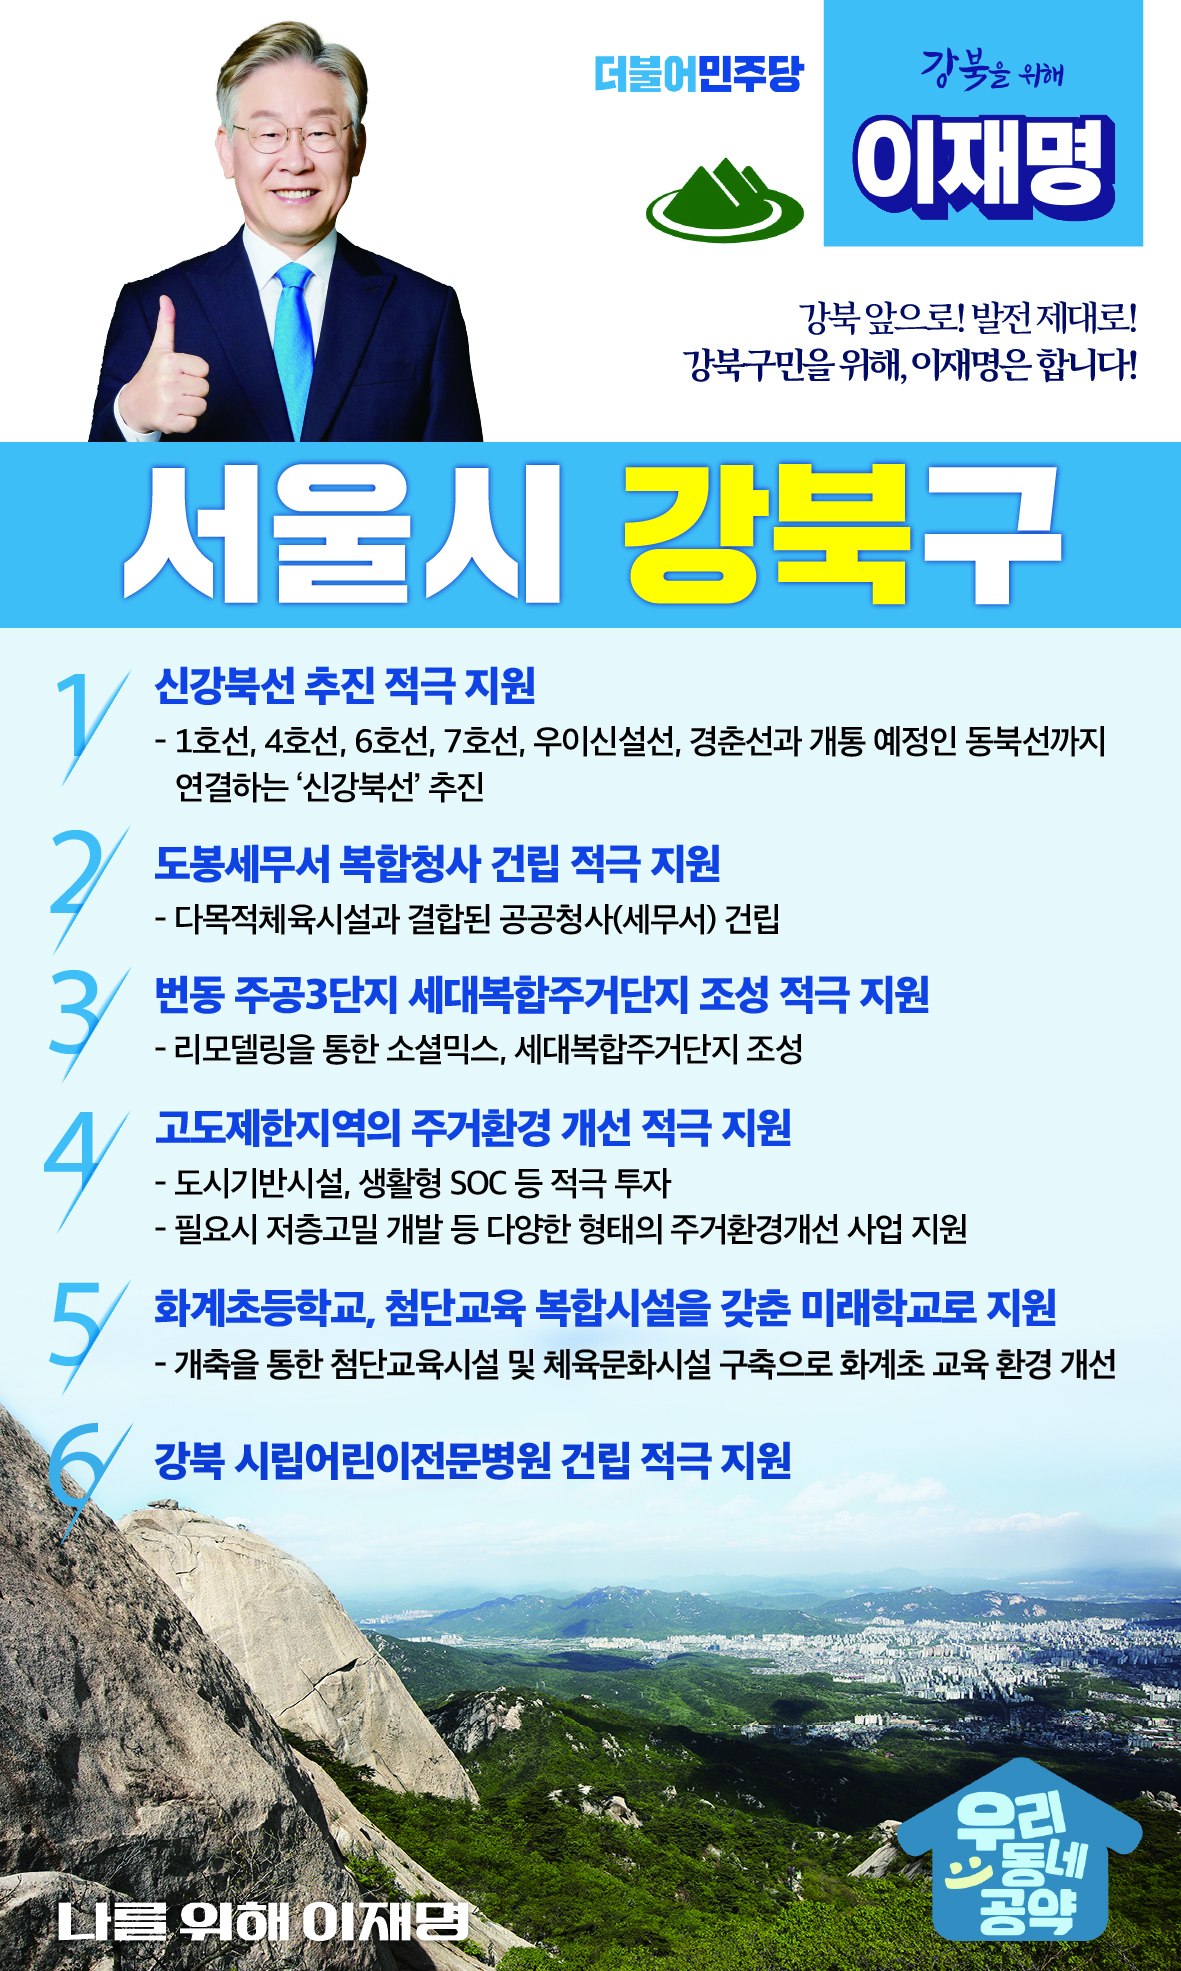 더불어민주당
강북을 위해
이재명
강북 앞으로! 발전 제대로!
강북구민을 위해, 이재명은 합니다!
서울시 강북구
1 신강북선 추진 적극 지원
- 1호선, 4호선, 6호선, 7호선, 우이신설선, 경춘선과 개통 예정인 동북선까지
연결하는 ‘신강북선’ 추진
2 도봉세무서 복합청사 건립 적극 지원
- 다목적체육시설과 결합된 공공청사(세무서) 건립
3 번동 주공3단지 세대복합주거단지 조성 적극 지원
- 리모델링을 통한 소셜믹스, 세대복합주거단지 조성
4 고도제한지역의 주거환경 개선 적극 지원
- 도시기반시설, 생활형 SOC 등 적극 투자
- 필요시 저층고밀 개발 등 다양한 형태의 주거환경개선 사업 지원
5 화계초등학교, 첨단교육 복합시설을 갖춘 미래학교로 지원
- 개축을 통한 첨단교육시설 및 체육문화시설 구축으로 화계초 교육 환경 개선
6 강북 시립어린이전문병원 건립 적극 지원
우리
동네
공약
나를 위해 이재명